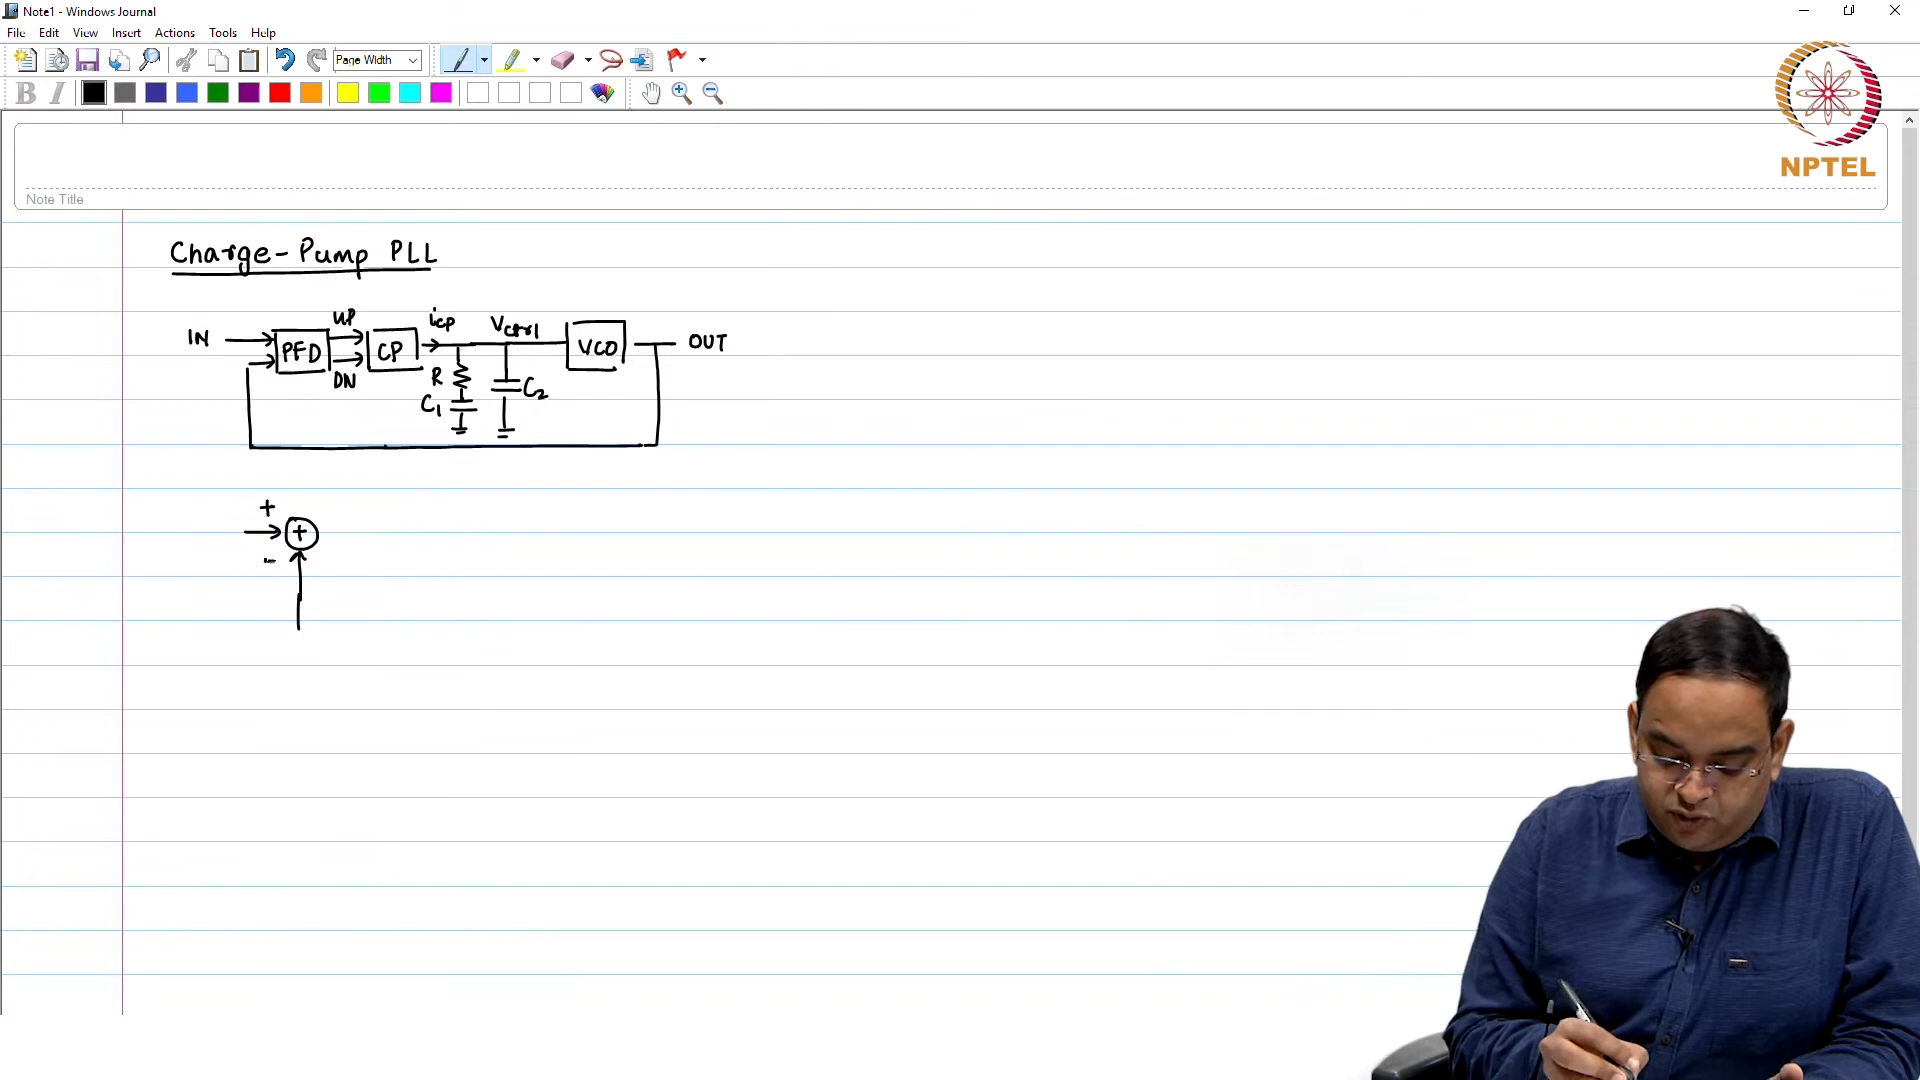 Note1 - Windows Journal
File Edit View Insert Actions Tools Help
Page Width
B I
NPTEL
Note Title
Charge-Pump PLL
IN PFD UP DN CP icp Vctrl VCO OUT
R
C1 C2
+
+
-